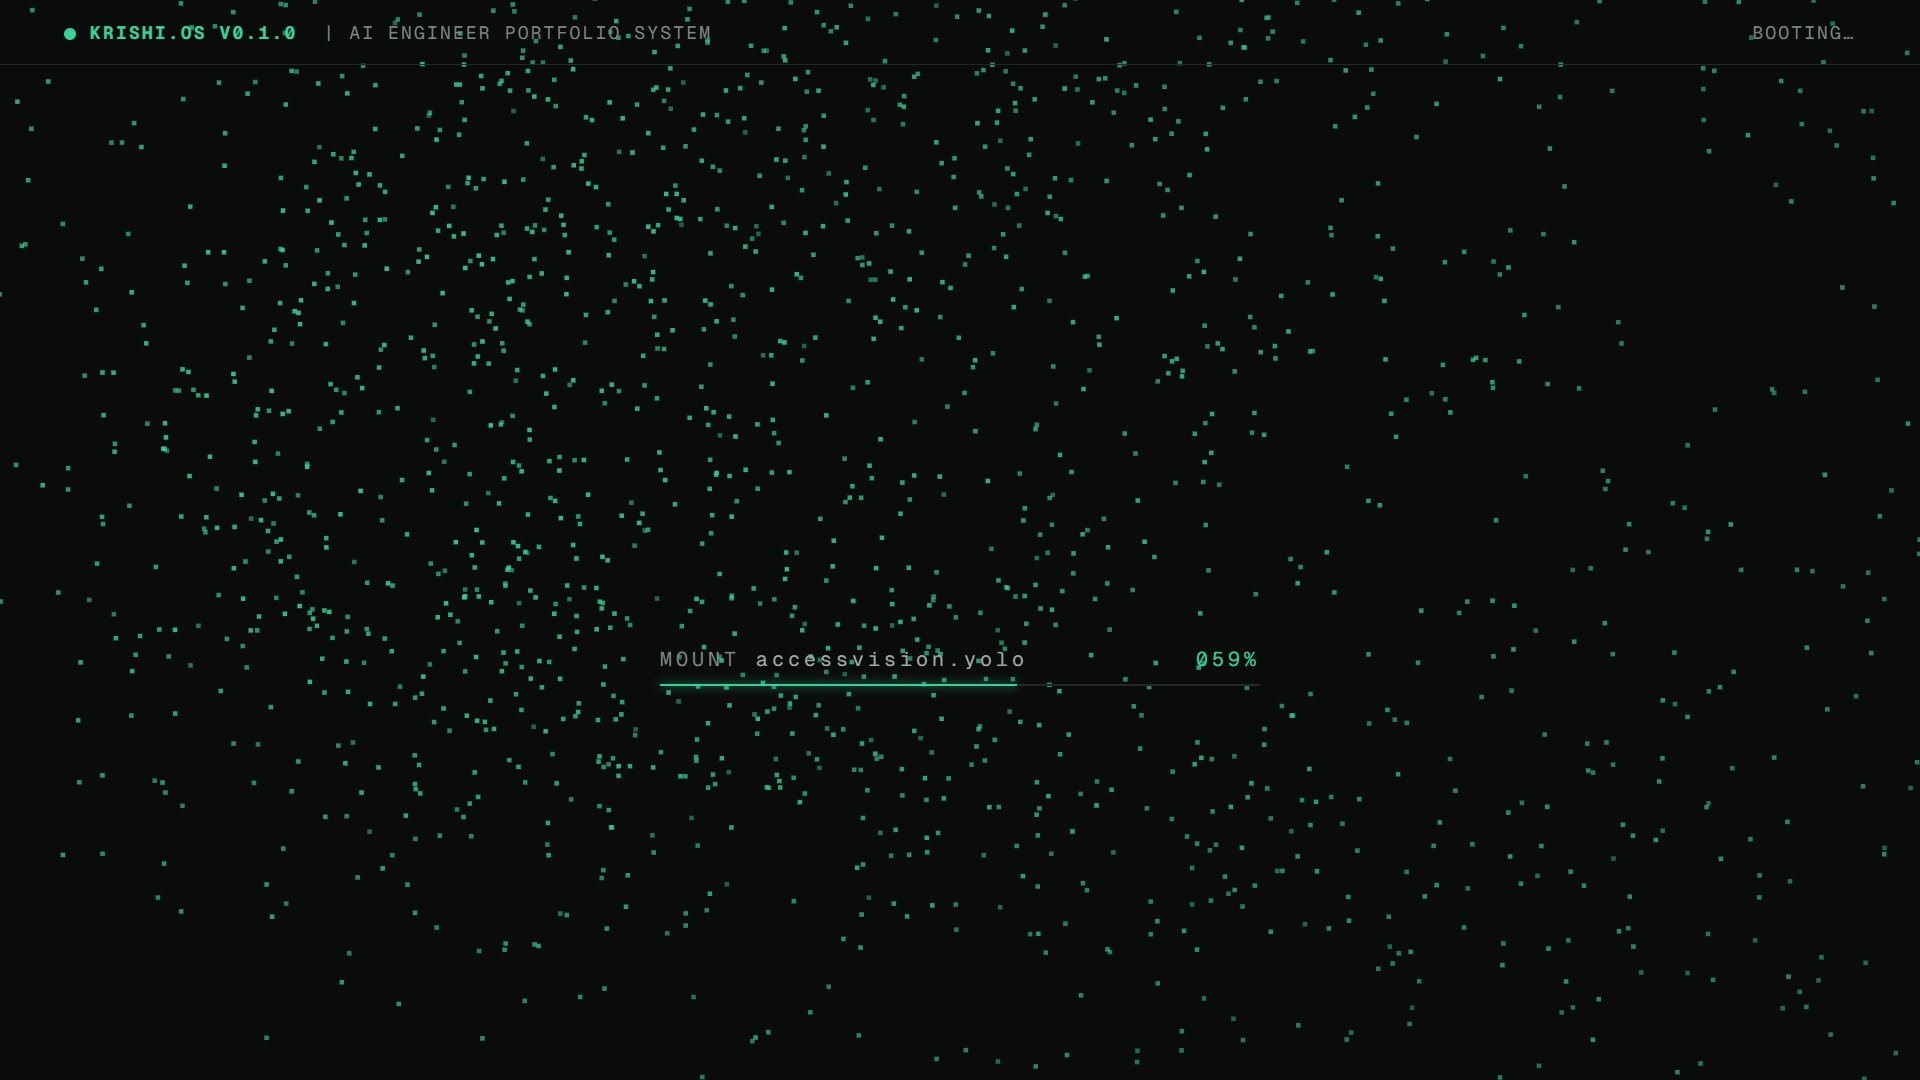 KRISHI.OS V0.1.0 | AI ENGINEER PORTFOLIO SYSTEM
BOOTING…
MOUNT accessvision.yolo 059%